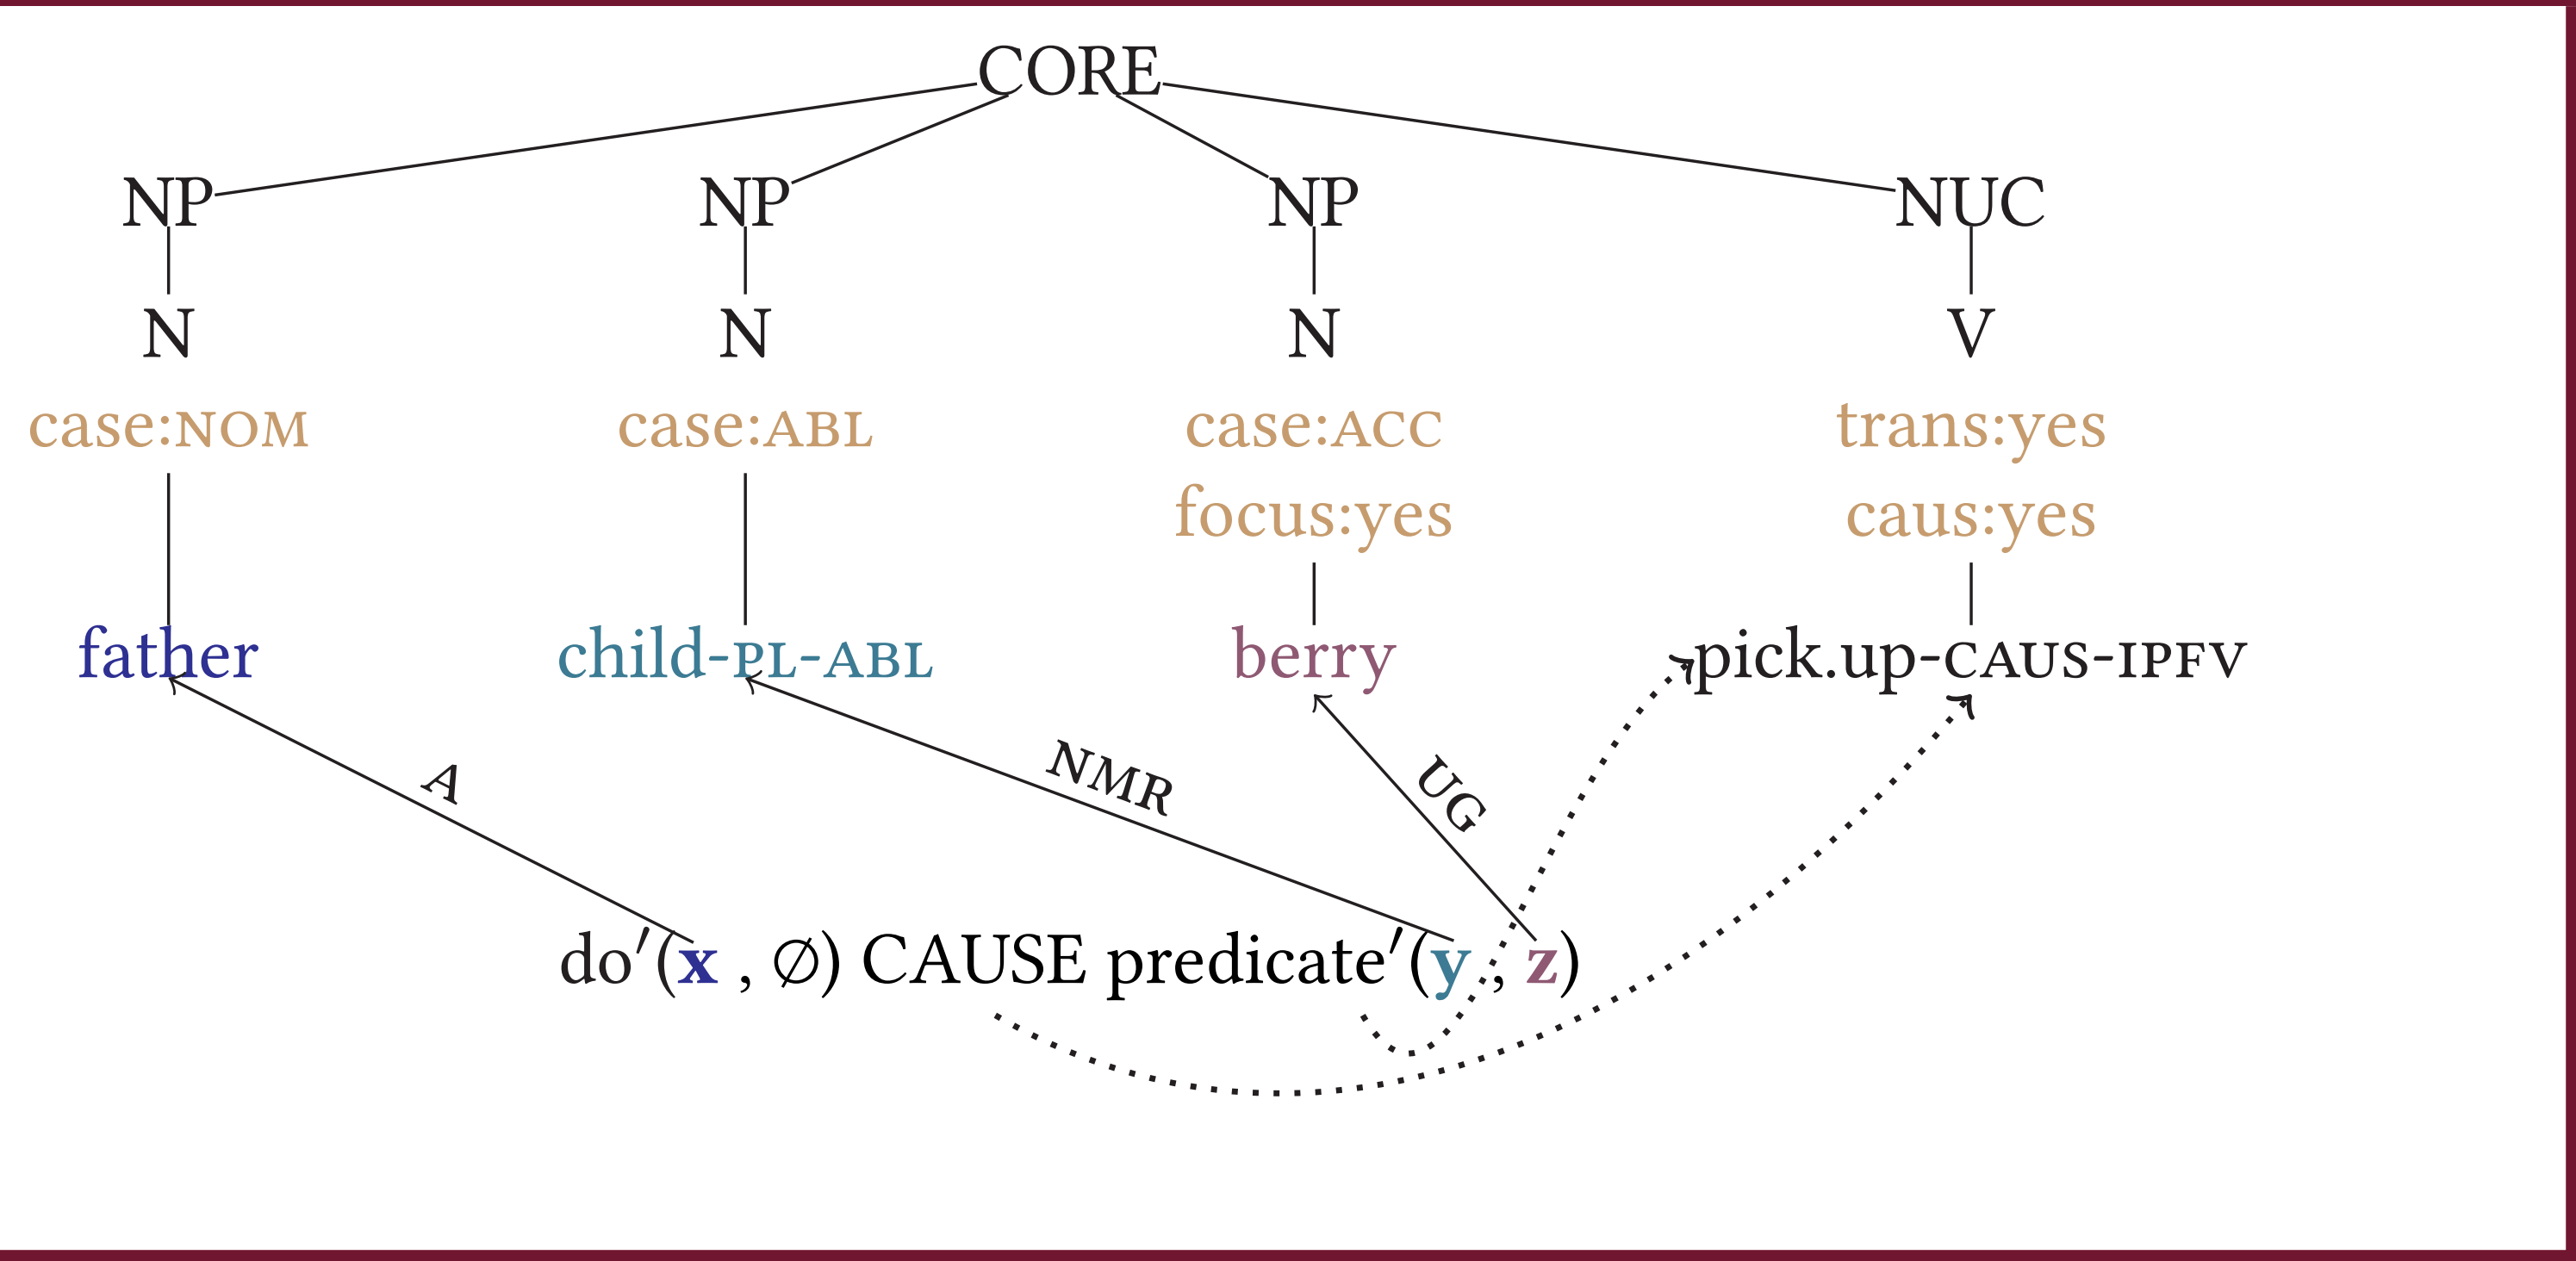 CORE
NP NP NP NUC
N N N V
case:NOM case:ABL case:ACC trans:yes
focus:yes caus:yes
father child-PL-ABL berry pick.up-CAUS-IPFV
A NMR UG
do′(x , ∅) CAUSE predicate′(y , z)